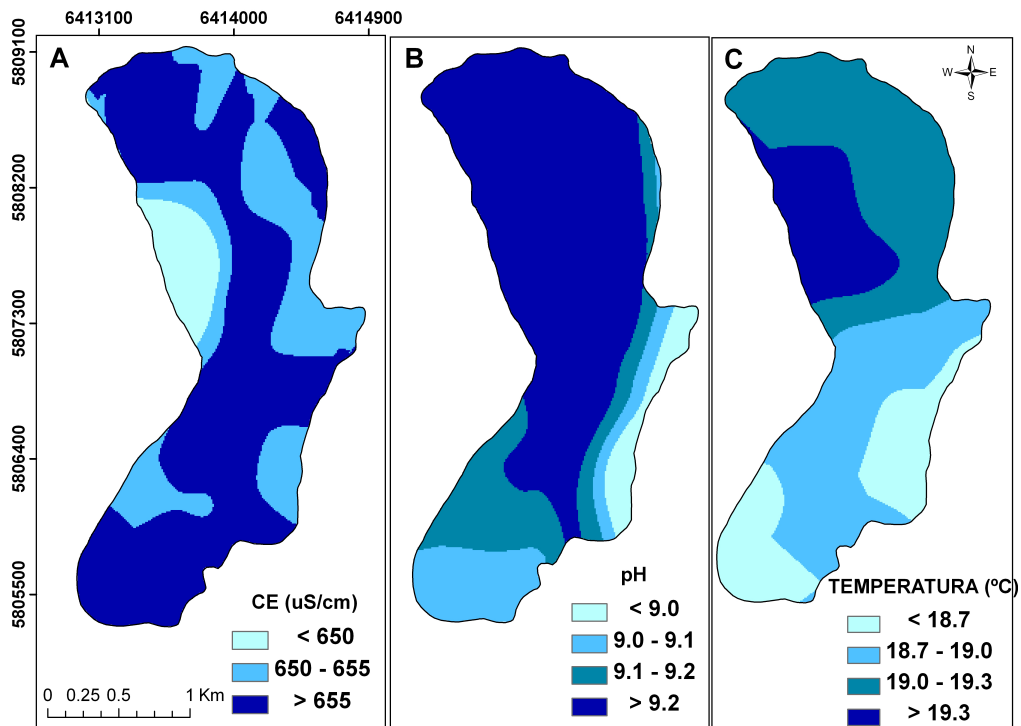 6413100 6414000 6414900
5809100
5808200
5807300
5806400
5805500
A
CE (uS/cm)
< 650
650 - 655
> 655
0 0.25 0.5 1 Km
B
pH
< 9.0
9.0 - 9.1
9.1 - 9.2
> 9.2
C
N
W E
S
TEMPERATURA (ºC)
< 18.7
18.7 - 19.0
19.0 - 19.3
> 19.3